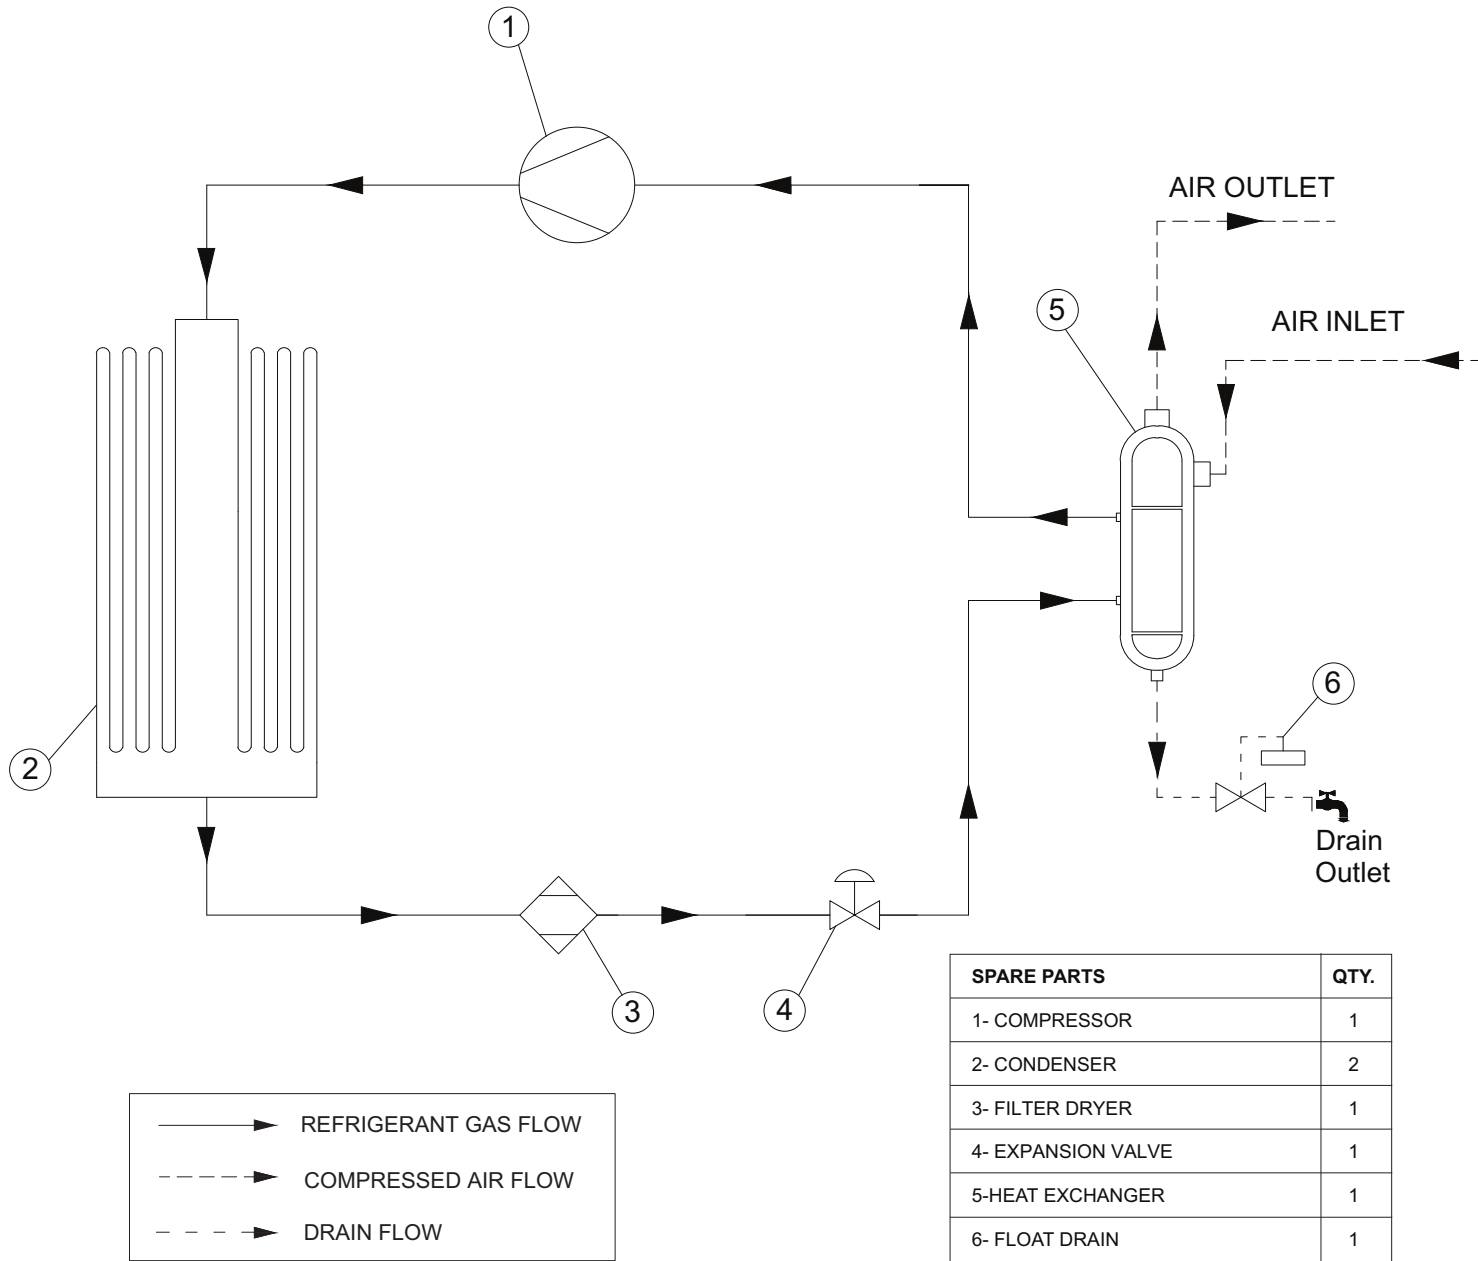 1
AIR OUTLET
5
AIR INLET
6
2
Drain
Outlet
3
4
SPARE PARTS QTY.
1- COMPRESSOR 1
2- CONDENSER 2
3- FILTER DRYER 1
4- EXPANSION VALVE 1
5-HEAT EXCHANGER 1
6- FLOAT DRAIN 1
REFRIGERANT GAS FLOW
COMPRESSED AIR FLOW
DRAIN FLOW